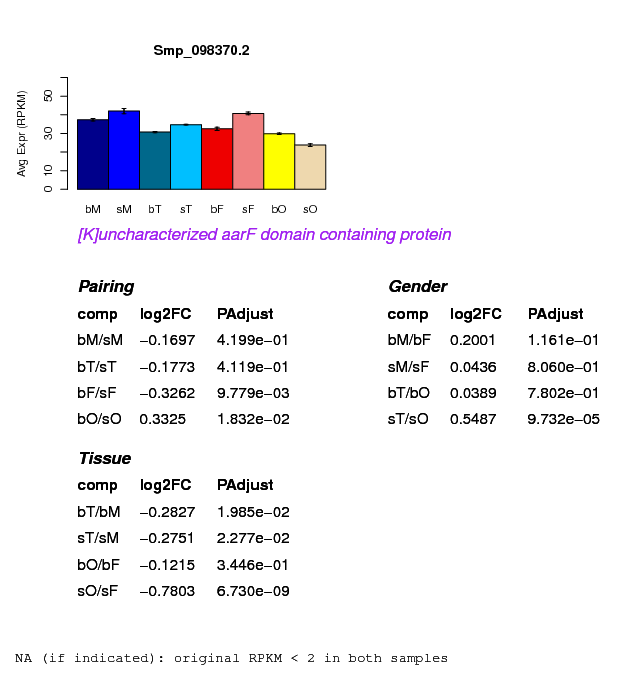 Smp_098370.2
Avg Expr (RPKM)
50
30
10
0
bM sM bT sT bF sF bO sO
[K]uncharacterized aarF domain containing protein
Pairing
comp log2FC PAdjust
bM/sM −0.1697 4.199e−01
bT/sT −0.1773 4.119e−01
bF/sF −0.3262 9.779e−03
bO/sO 0.3325 1.832e−02
Gender
comp log2FC PAdjust
bM/bF 0.2001 1.161e−01
sM/sF 0.0436 8.060e−01
bT/bO 0.0389 7.802e−01
sT/sO 0.5487 9.732e−05
Tissue
comp log2FC PAdjust
bT/bM −0.2827 1.985e−02
sT/sM −0.2751 2.277e−02
bO/bF −0.1215 3.446e−01
sO/sF −0.7803 6.730e−09
NA (if indicated): original RPKM < 2 in both samples